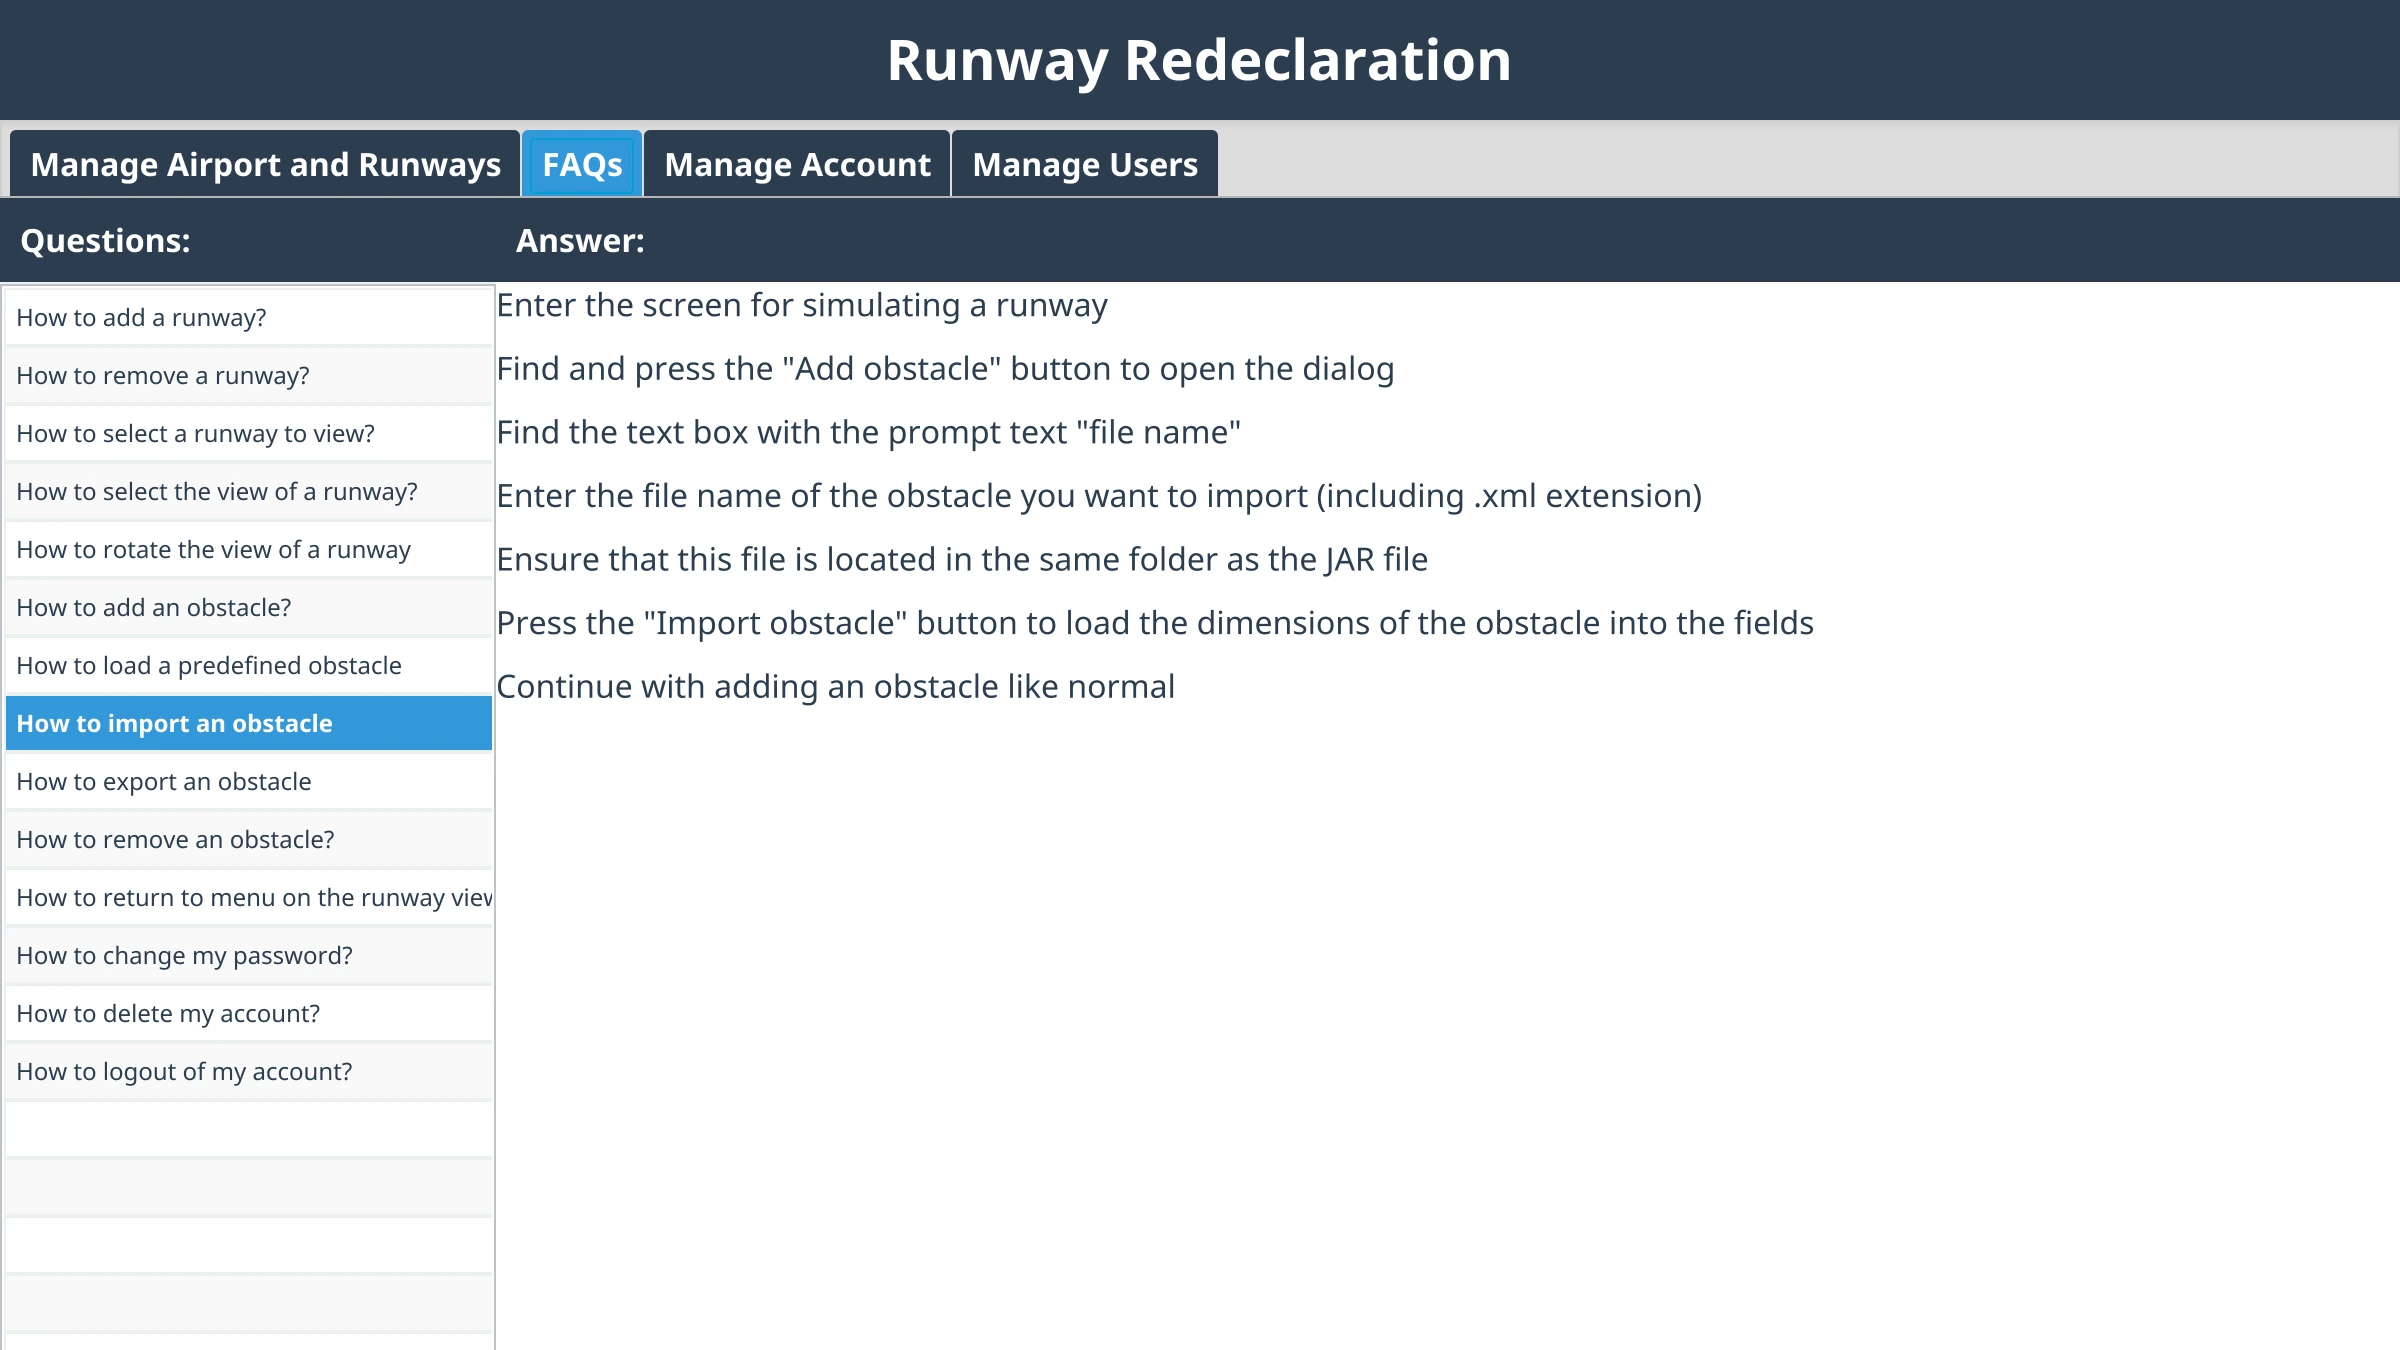 Runway Redeclaration
Manage Airport and Runways
FAQs
Manage Account
Manage Users
Questions:
Answer:
How to add a runway?
How to remove a runway?
How to select a runway to view?
How to select the view of a runway?
How to rotate the view of a runway
How to add an obstacle?
How to load a predefined obstacle
How to import an obstacle
How to export an obstacle
How to remove an obstacle?
How to return to menu on the runway view
How to change my password?
How to delete my account?
How to logout of my account?
Enter the screen for simulating a runway
Find and press the "Add obstacle" button to open the dialog
Find the text box with the prompt text "file name"
Enter the file name of the obstacle you want to import (including .xml extension)
Ensure that this file is located in the same folder as the JAR file
Press the "Import obstacle" button to load the dimensions of the obstacle into the fields
Continue with adding an obstacle like normal